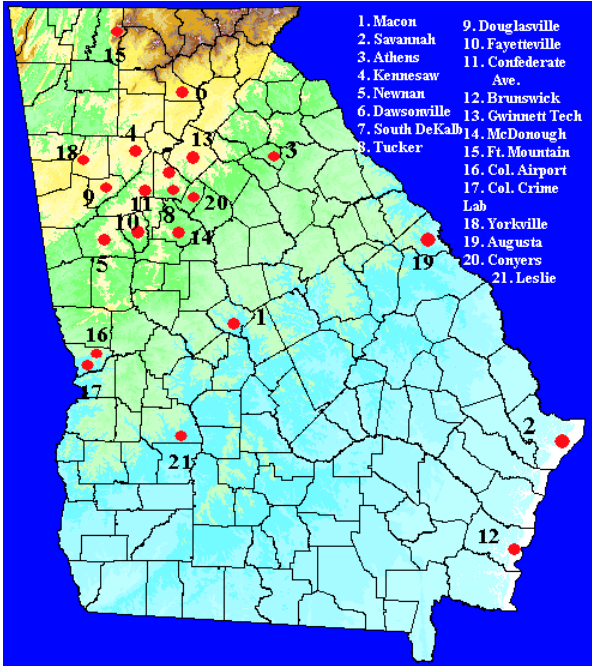 1. Macon
2. Savannah
3. Athens
4. Kennesaw
5. Newnan
6. Dawsonville
7. South DeKalb
8. Tucker
9. Douglasville
10. Fayetteville
11. Confederate
Ave.
12. Brunswick
13. Gwinnett Tech
14. McDonough
15. Ft. Mountain
16. Col. Airport
17. Col. Crime
Lab
18. Yorkville
19. Augusta
20. Conyers
21. Leslie
15
6
4
13
18
7
3
9
11
20
8
10
14
5
19
1
16
17
21
2
12